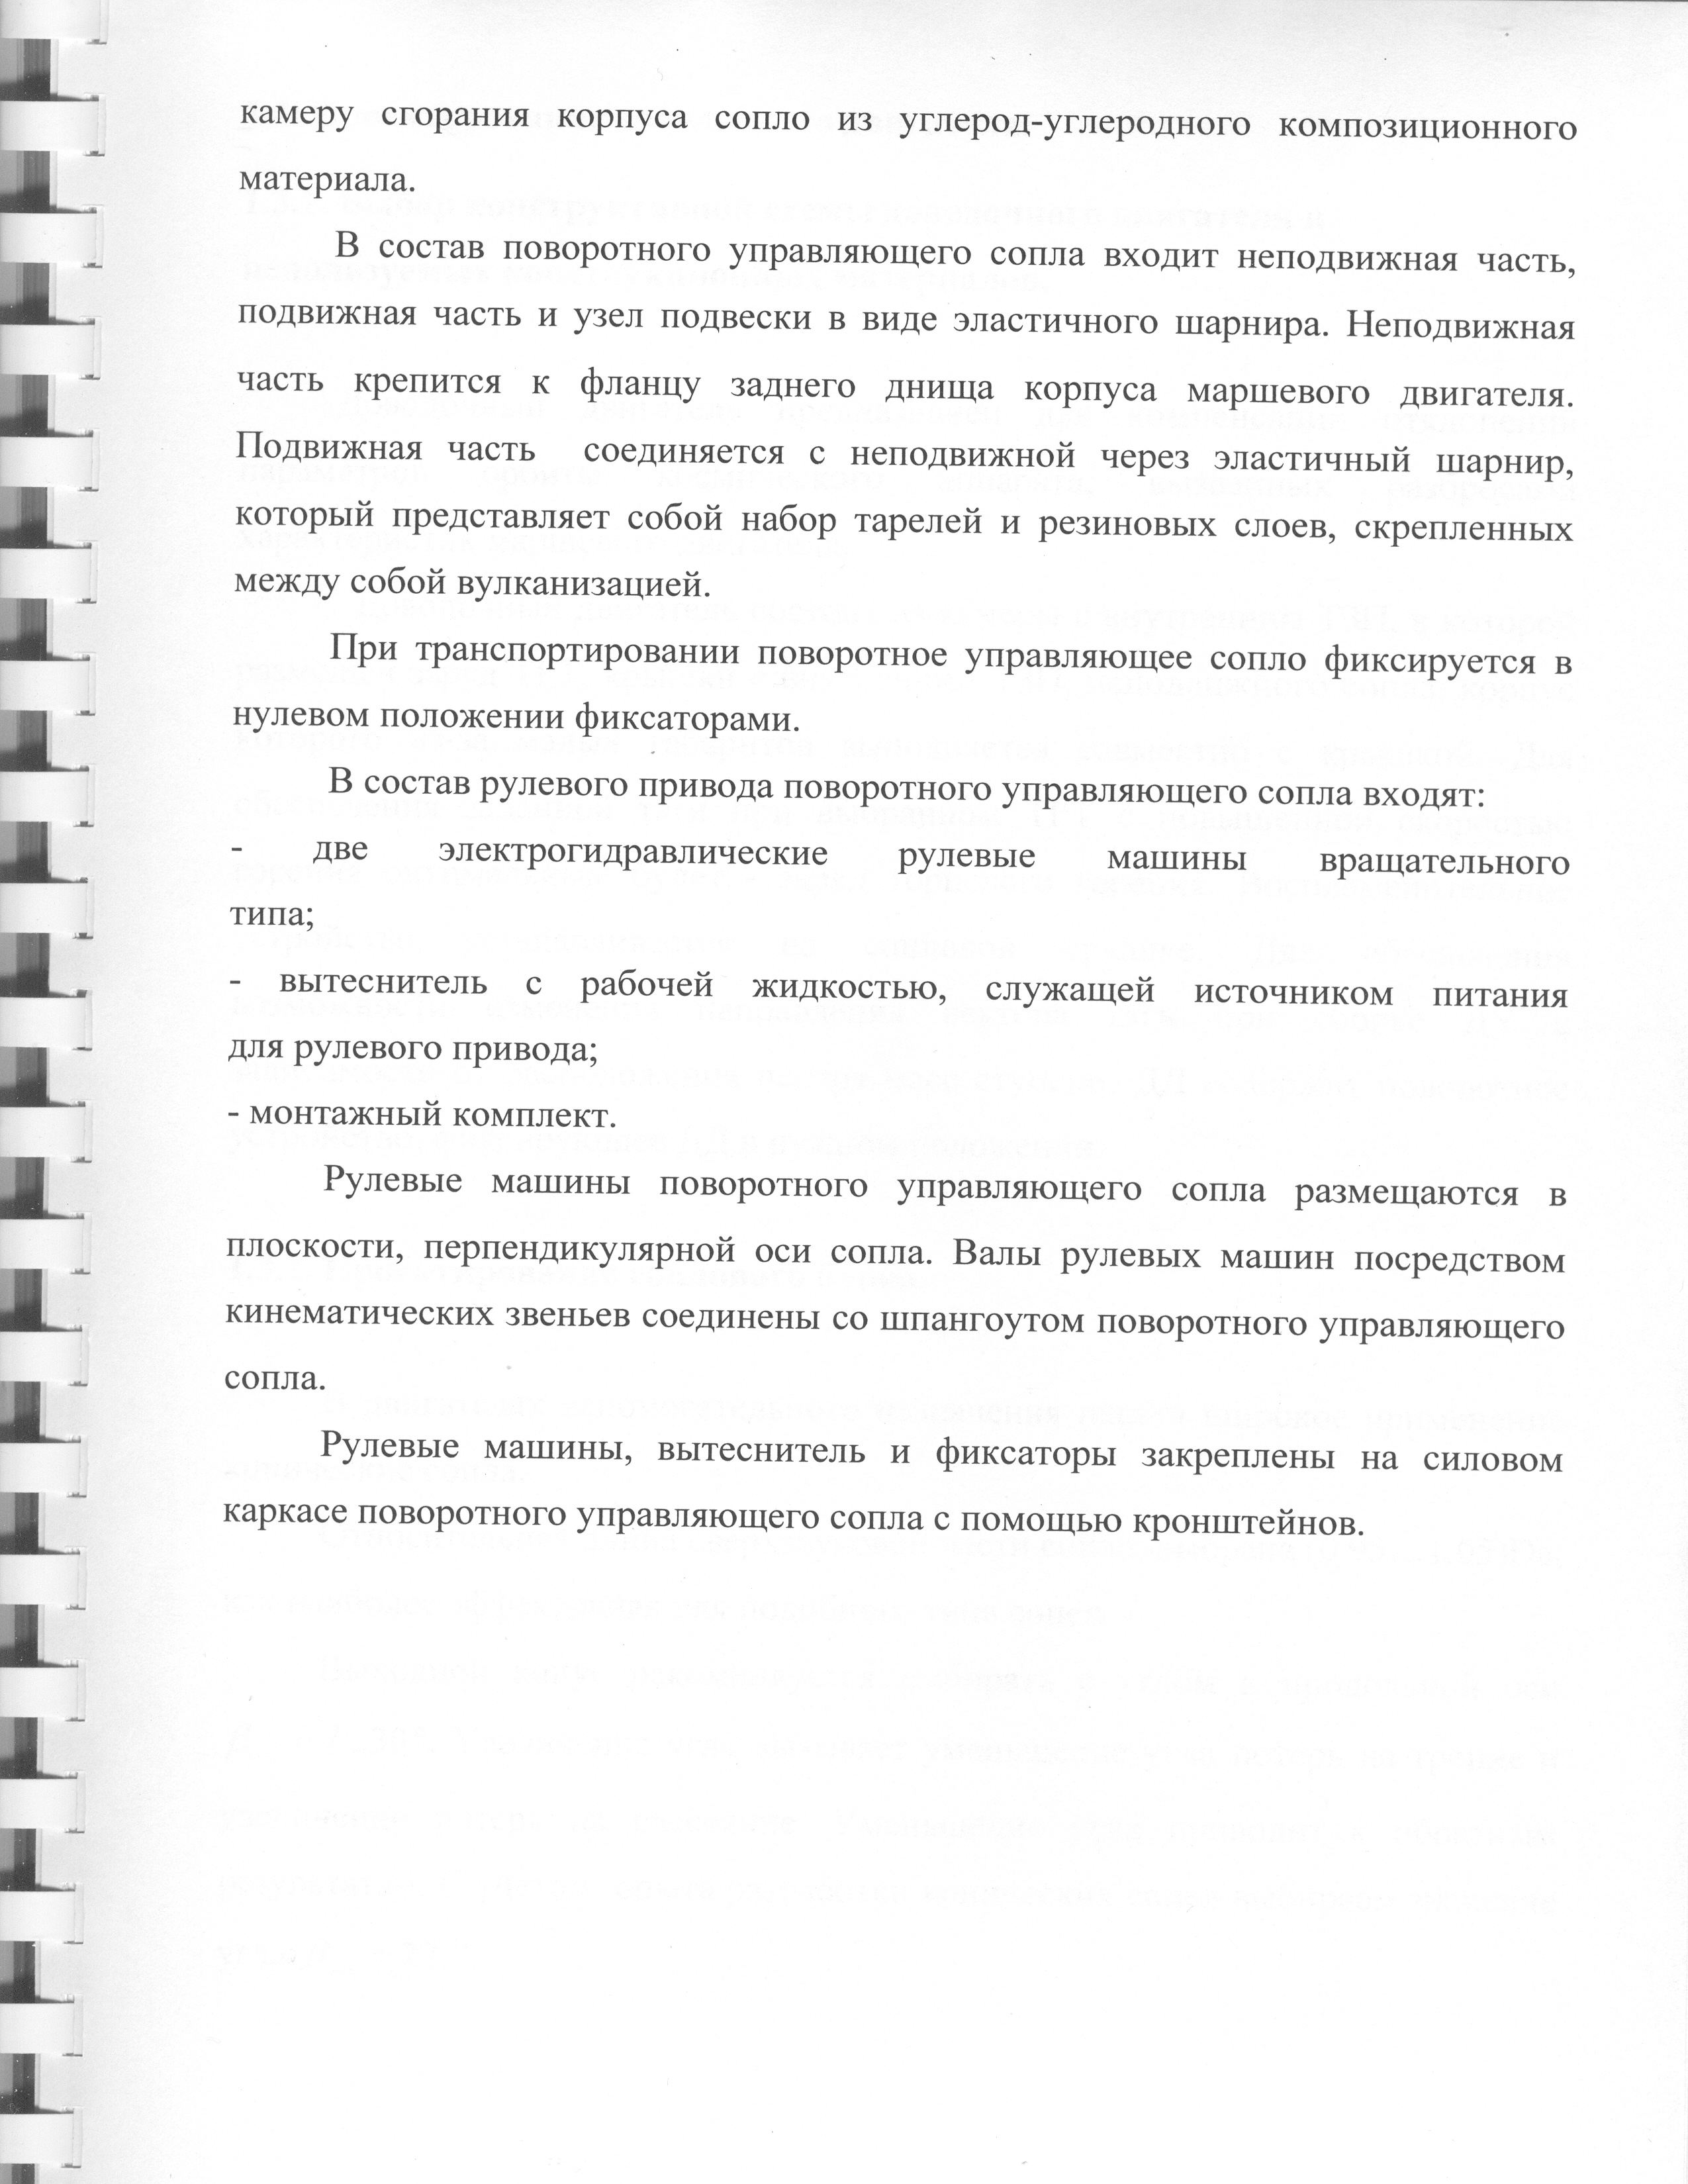 камеру сгорания корпуса сопло из углерод-углеродного композиционного
материала.
В состав поворотного управляющего сопла входит неподвижная часть,
подвижная часть и узел подвески в виде эластичного шарнира. Неподвижная
часть крепится к фланцу заднего днища корпуса маршевого двигателя.
Подвижная часть соединяется с неподвижной через эластичный шарнир,
который представляет собой набор тарелей и резиновых слоев, скрепленных
между собой вулканизацией.
При транспортировании поворотное управляющее сопло фиксируется в
нулевом положении фиксаторами.
В состав рулевого привода поворотного управляющего сопла входят:
- две электрогидравлические рулевые машины вращательного
типа;
- вытеснитель с рабочей жидкостью, служащей источником питания
для рулевого привода;
- монтажный комплект.
Рулевые машины поворотного управляющего сопла размещаются в
плоскости, перпендикулярной оси сопла. Валы рулевых машин посредством
кинематических звеньев соединены со шпангоутом поворотного управляющего
сопла.
Рулевые машины, вытеснитель и фиксаторы закреплены на силовом
каркасе поворотного управляющего сопла с помощью кронштейнов.